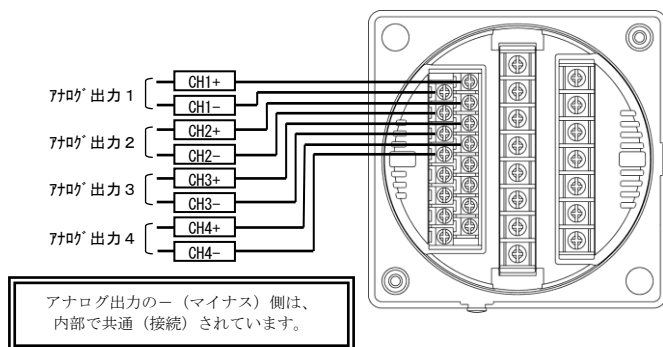 CH1+
アナログ出力1
CH1-
CH2+
アナログ出力2
CH2-
CH3+
アナログ出力3
CH3-
CH4+
アナログ出力4
CH4-
アナログ出力の-(マイナス)側は、
内部で共通(接続)されています。